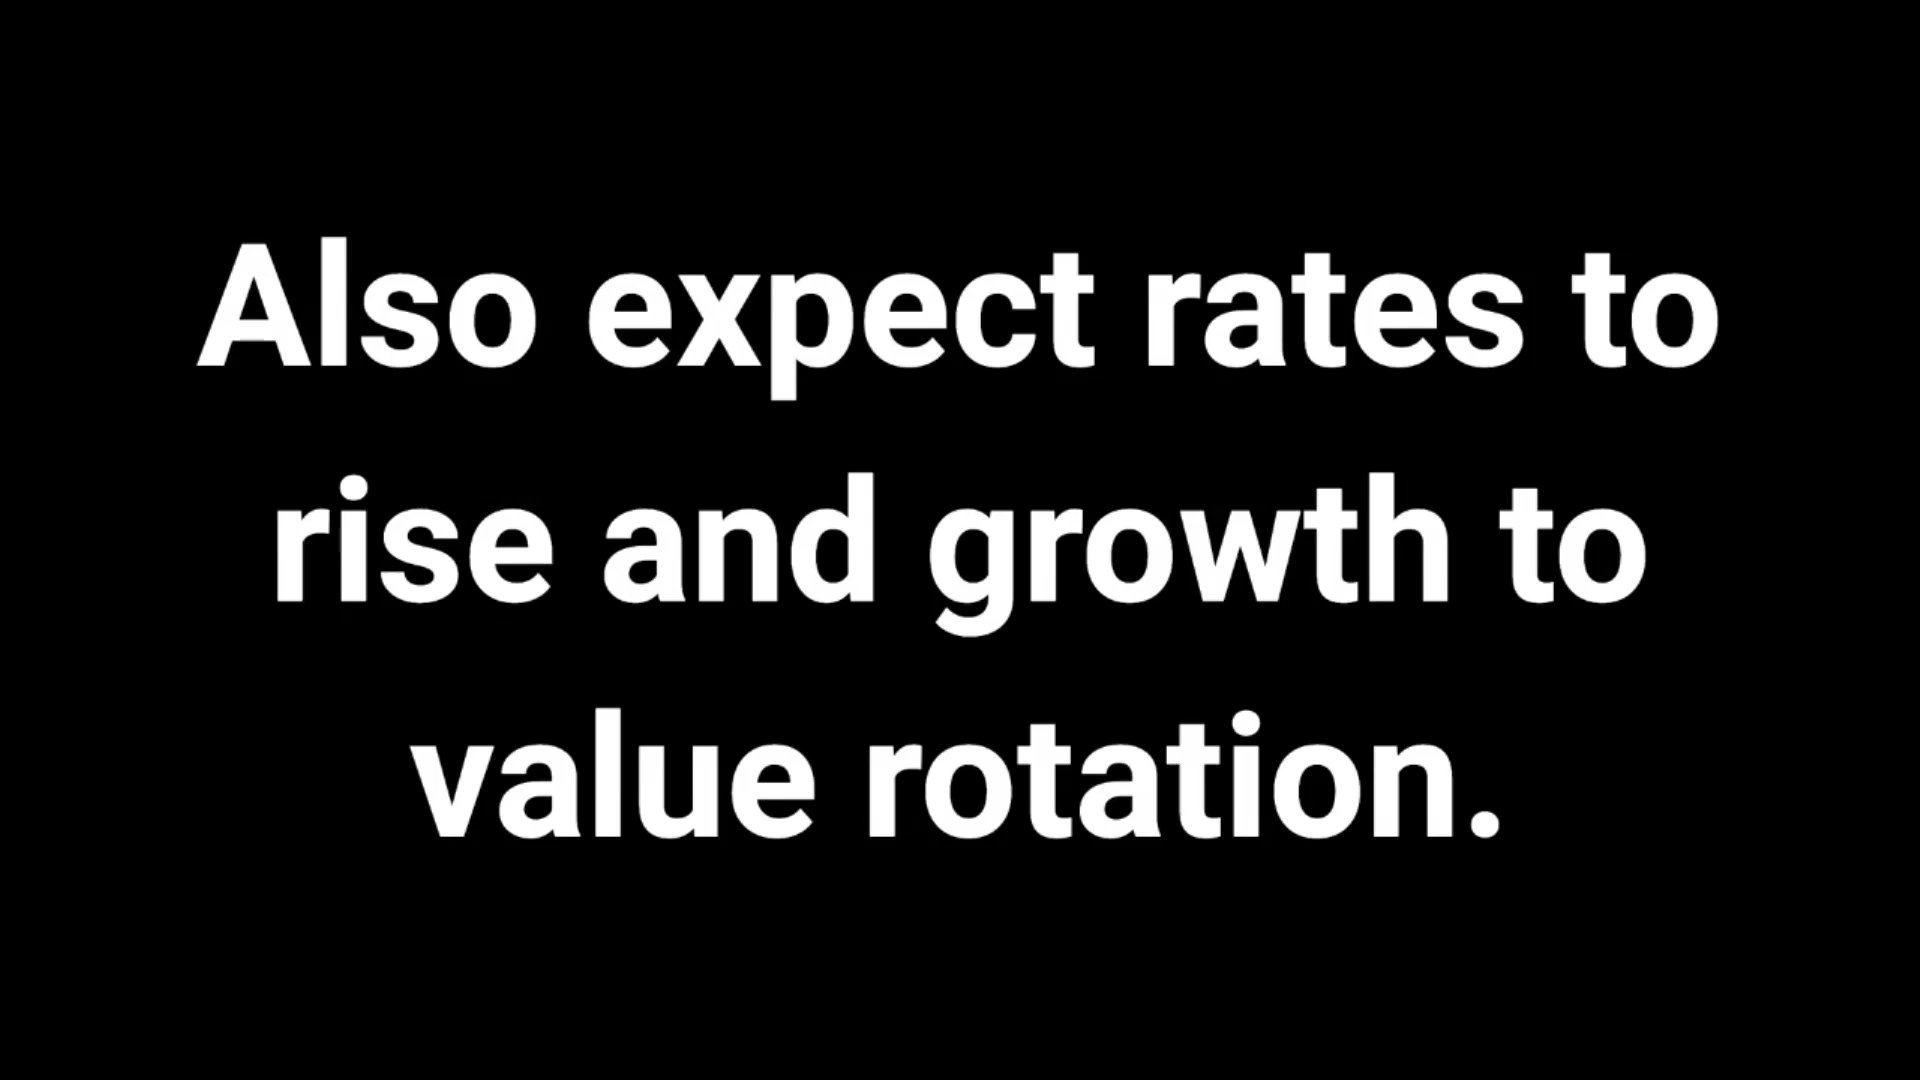 Also expect rates to
rise and growth to
value rotation.